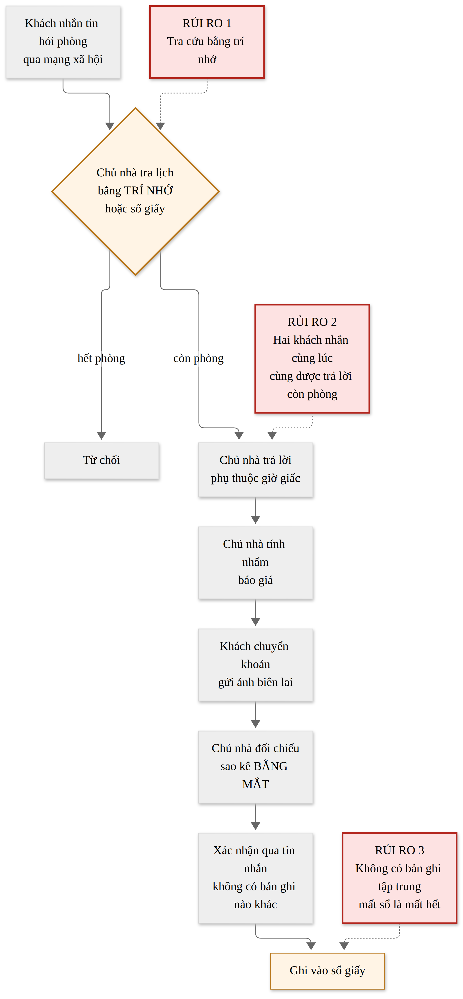 Khách nhắn tin
hỏi phòng
qua mạng xã hội
RỦI RO 1
Tra cứu bằng trí
nhớ
Chủ nhà tra lịch
bằng TRÍ NHỚ
hoặc sổ giấy
RỦI RO 2
Hai khách nhắn
cùng lúc
cùng được trả lời
còn phòng
hết phòng
còn phòng
Từ chối
Chủ nhà trả lời
phụ thuộc giờ giấc
Chủ nhà tính
nhẩm
báo giá
Khách chuyển
khoản
gửi ảnh biên lai
Chủ nhà đối chiếu
sao kê BẰNG
MẮT
Xác nhận qua tin
nhắn
không có bản ghi
nào khác
RỦI RO 3
Không có bản ghi
tập trung
mất sổ là mất hết
Ghi vào sổ giấy